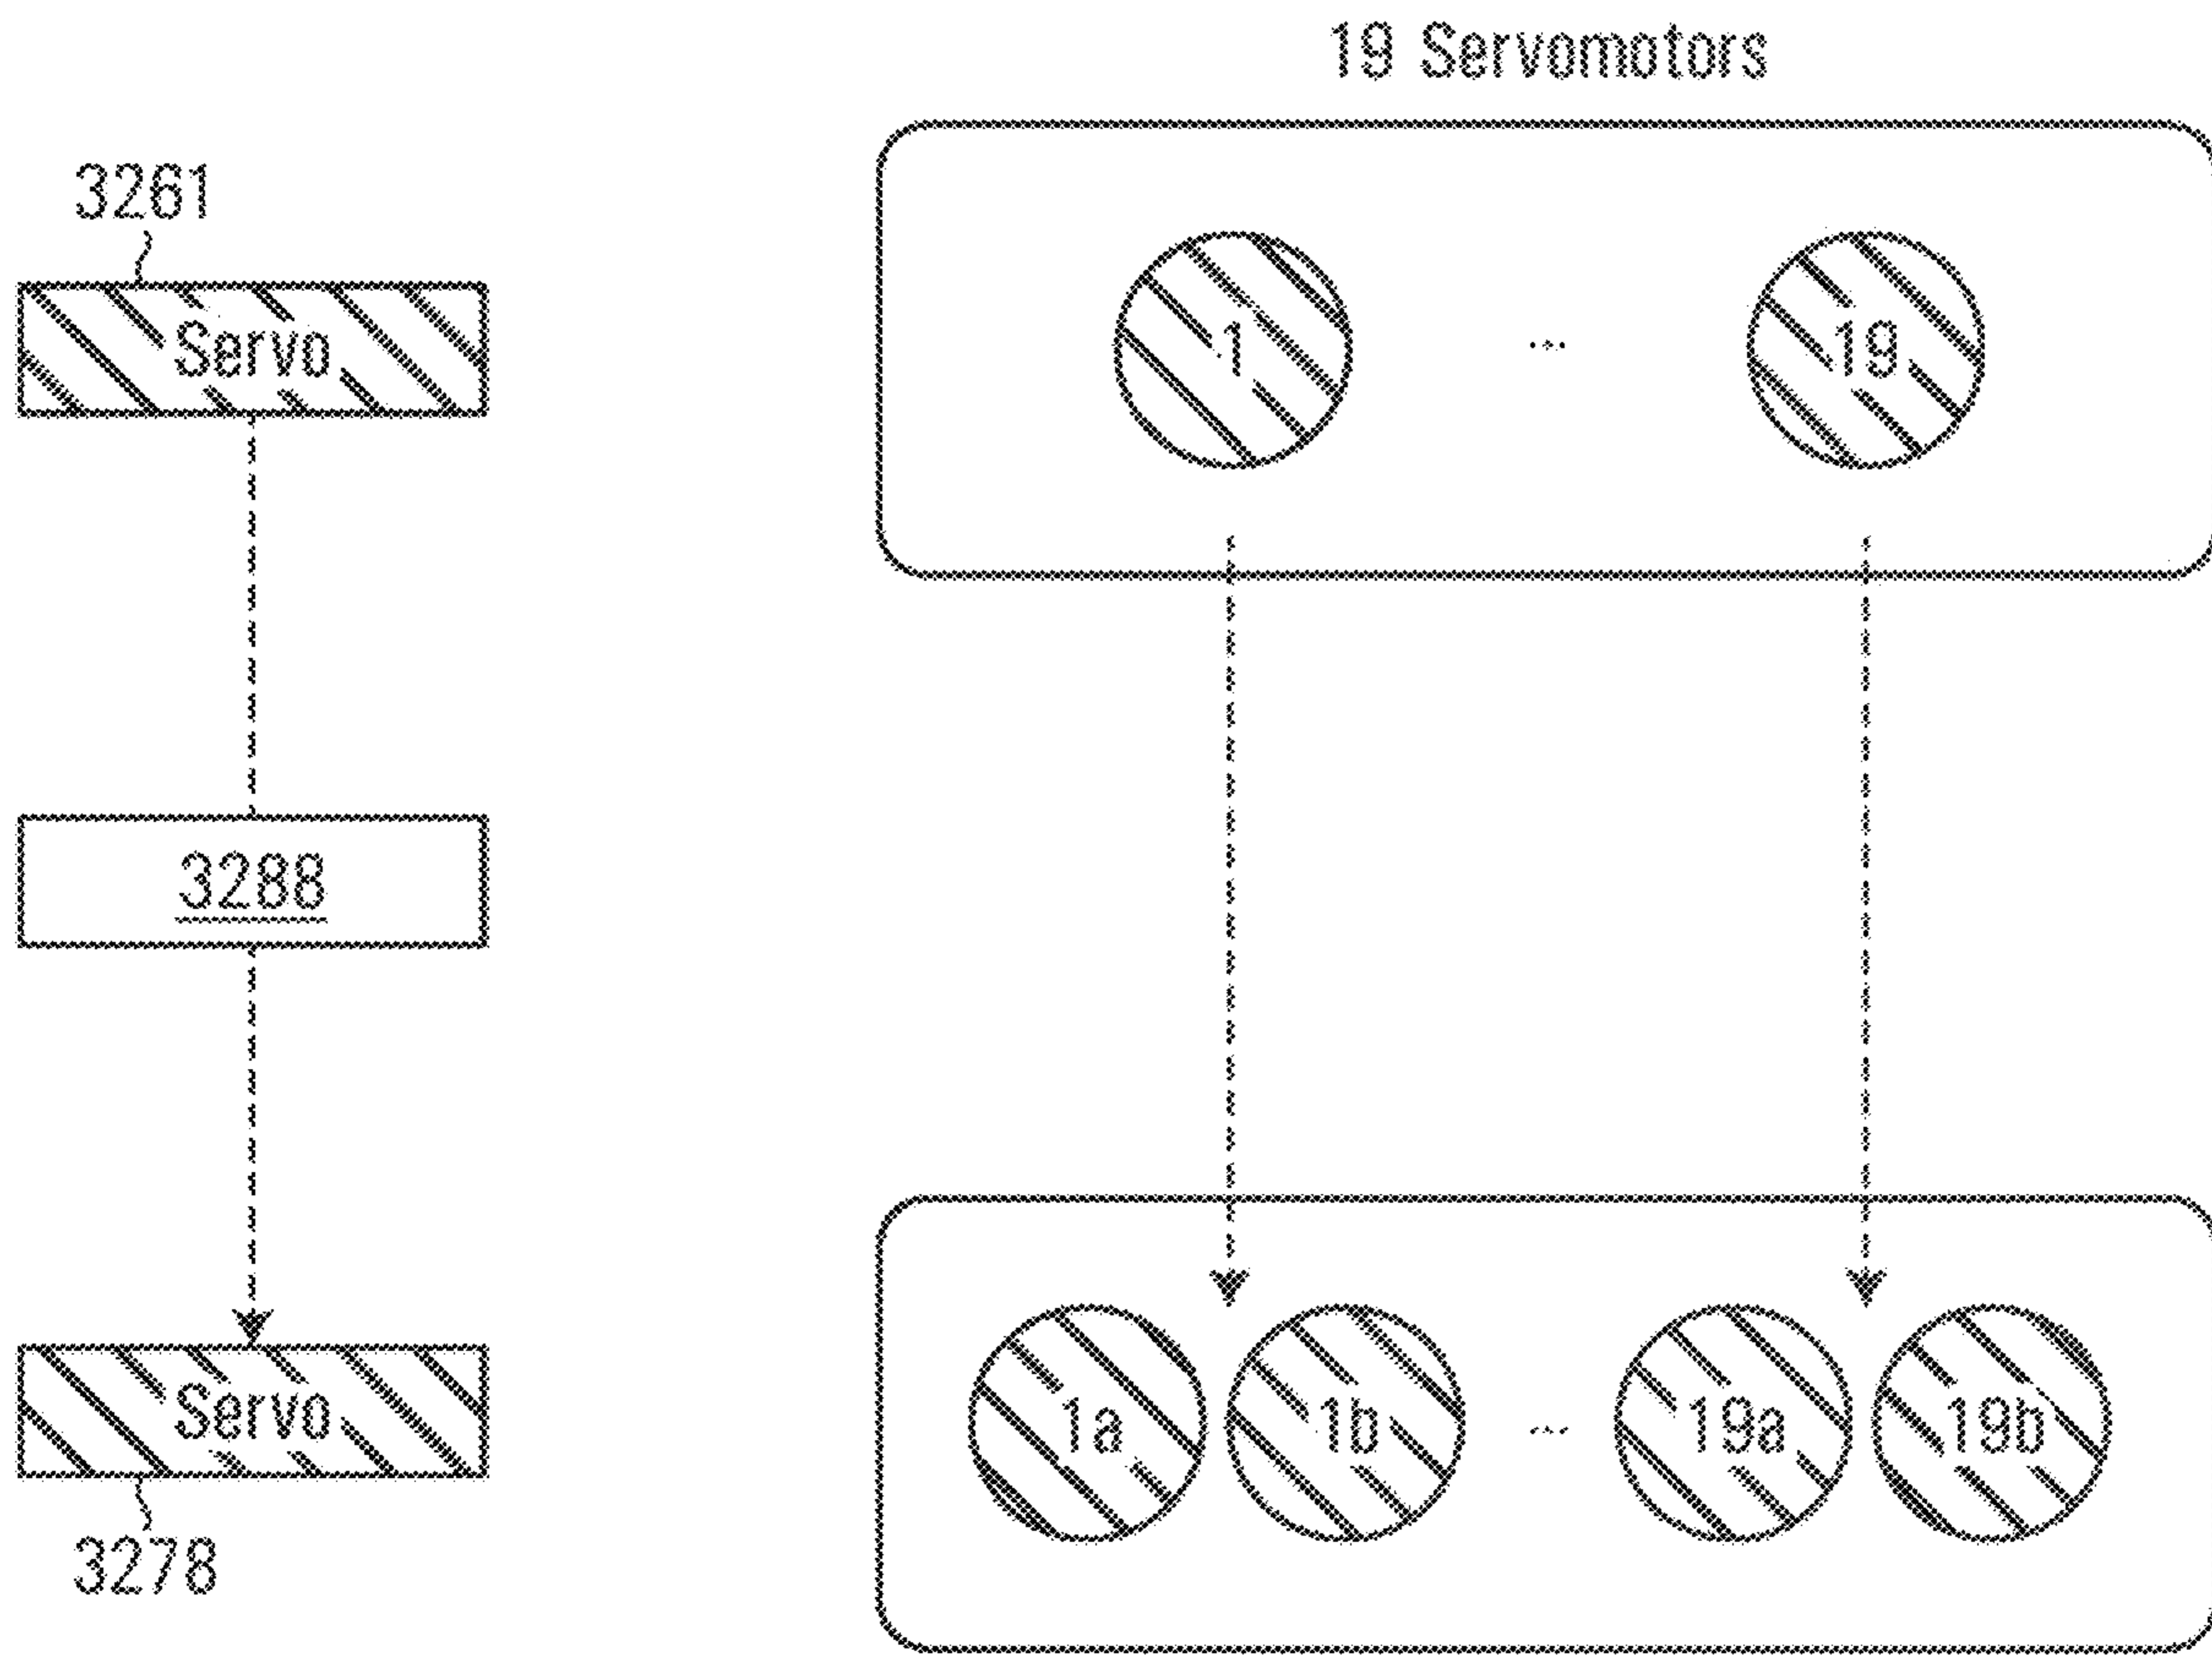 19 Servomotors
3261
Servo
1 ... 19
3288
Servo
1a 1b ... 19a 19b
3278